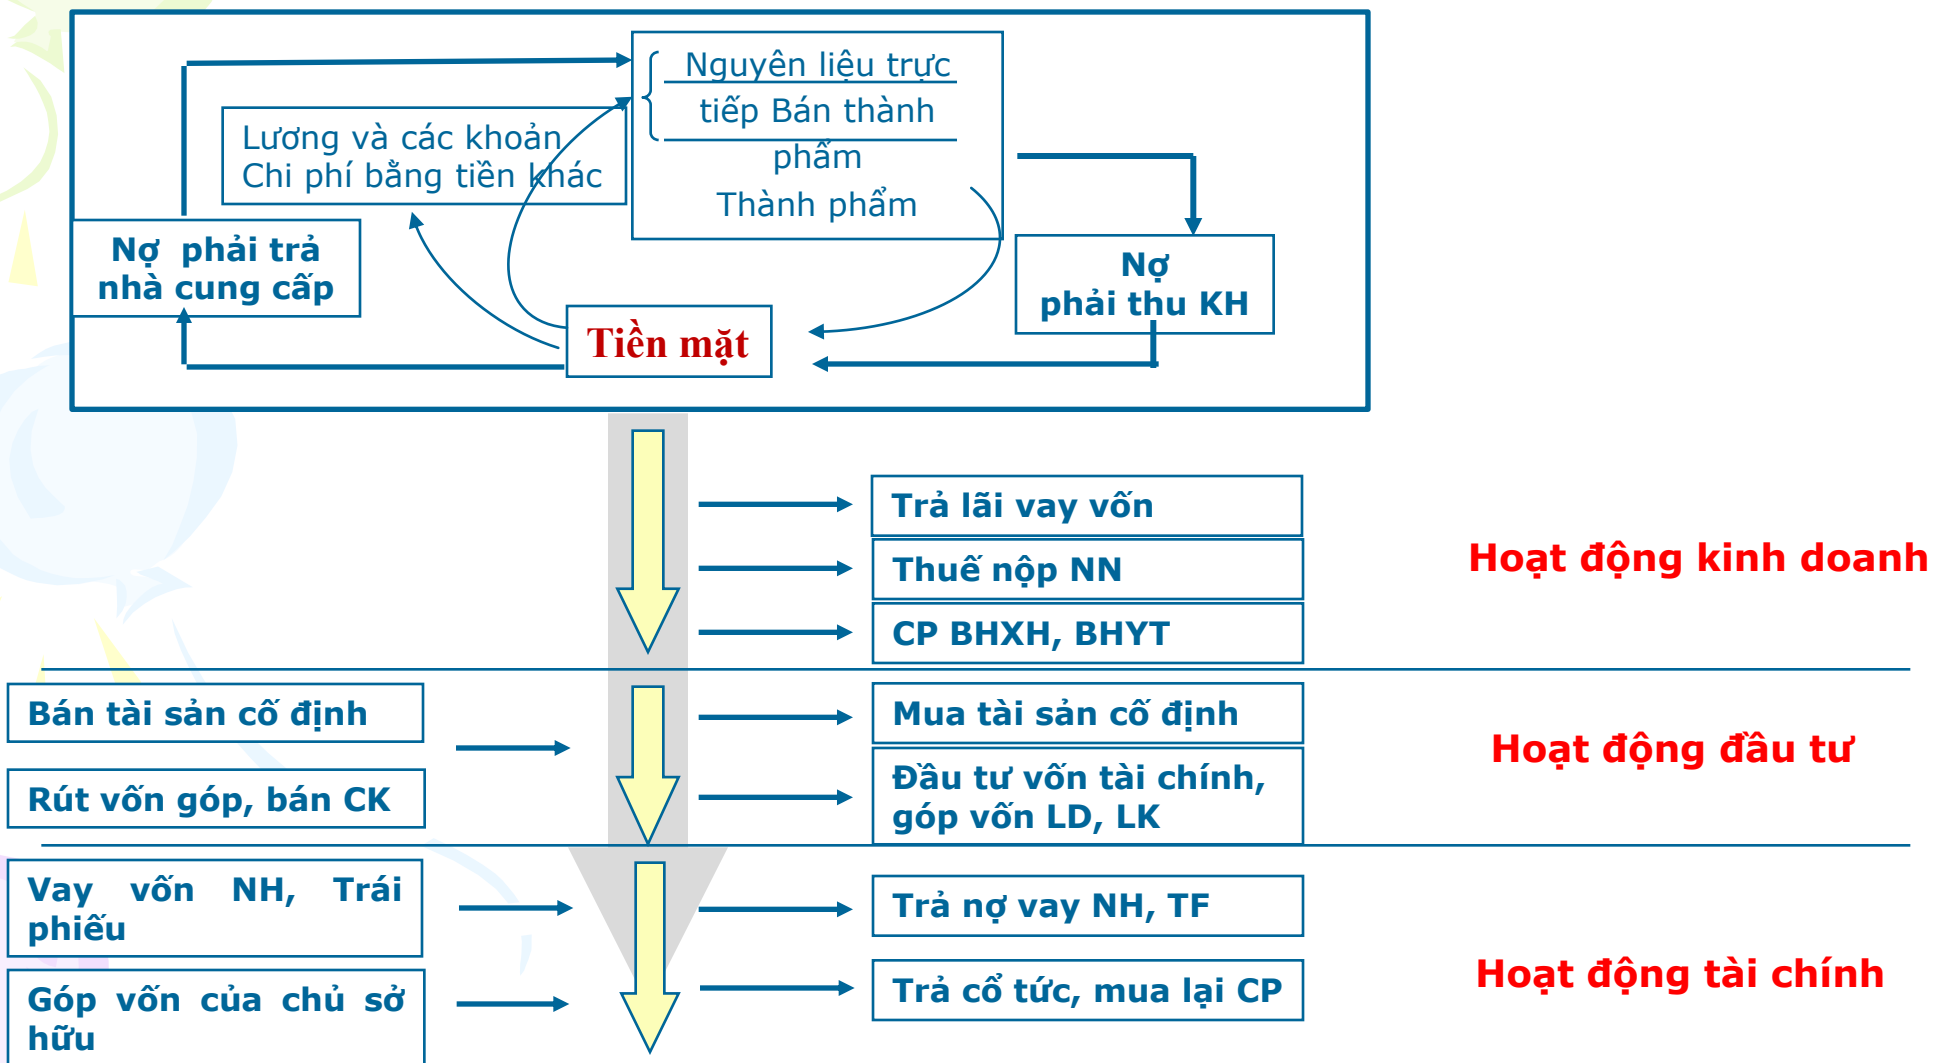 Nguyên liệu trực
tiếp Bán thành
phẩm
Thành phẩm
Lương và các khoản
Chi phí bằng tiền khác
Nợ phải trả
nhà cung cấp
Nợ
phải thu KH
Tiền mặt
Trả lãi vay vốn
Thuế nộp NN
CP BHXH, BHYT
Hoạt động kinh doanh
Bán tài sản cố định
Rút vốn góp, bán CK
Mua tài sản cố định
Đầu tư vốn tài chính,
góp vốn LD, LK
Hoạt động đầu tư
Vay vốn NH, Trái
phiếu
Góp vốn của chủ sở
hữu
Trả nợ vay NH, TF
Trả cổ tức, mua lại CP
Hoạt động tài chính